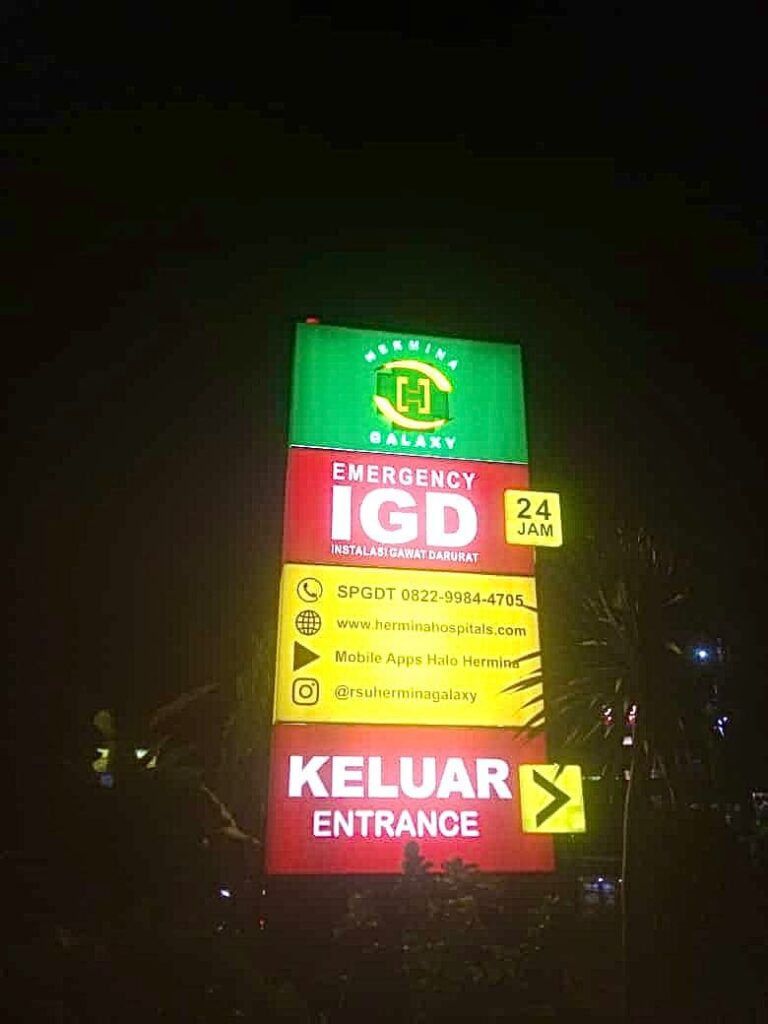 HERMINA
H
GALAXY
EMERGENCY
IGD
INSTALASI GAWAT DARURAT
24
JAM
SPGDT 0822-9984-4705
www.herminahospitals.com
Mobile Apps Halo Hermina
@rsuherminagalaxy
KELUAR
ENTRANCE